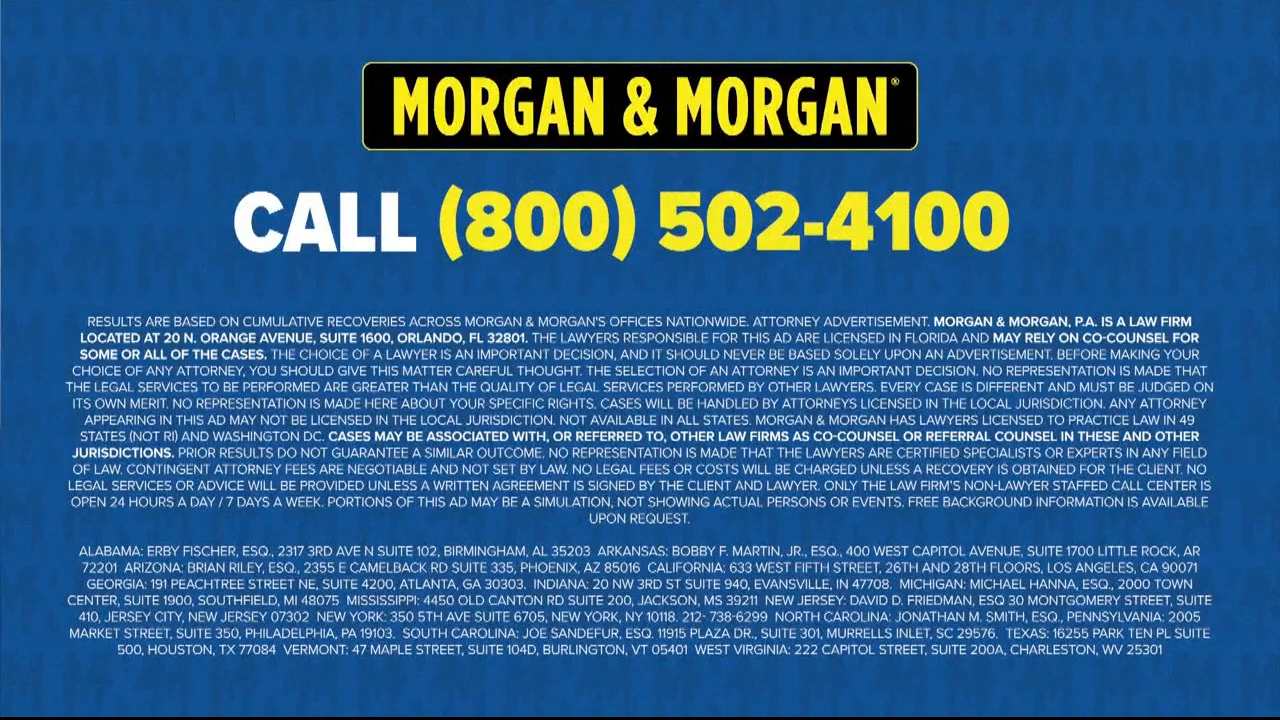 MORGAN & MORGAN®
CALL (800) 502-4100
RESULTS ARE BASED ON CUMULATIVE RECOVERIES ACROSS MORGAN & MORGAN'S OFFICES NATIONWIDE. ATTORNEY ADVERTISEMENT. MORGAN & MORGAN, P.A. IS A LAW FIRM
LOCATED AT 20 N. ORANGE AVENUE, SUITE 1600, ORLANDO, FL 32801. THE LAWYERS RESPONSIBLE FOR THIS AD ARE LICENSED IN FLORIDA AND MAY RELY ON CO-COUNSEL FOR
SOME OR ALL OF THE CASES. THE CHOICE OF A LAWYER IS AN IMPORTANT DECISION, AND IT SHOULD NEVER BE BASED SOLELY UPON AN ADVERTISEMENT. BEFORE MAKING YOUR
CHOICE OF ANY ATTORNEY, YOU SHOULD GIVE THIS MATTER CAREFUL THOUGHT. THE SELECTION OF AN ATTORNEY IS AN IMPORTANT DECISION. NO REPRESENTATION IS MADE THAT
THE LEGAL SERVICES TO BE PERFORMED ARE GREATER THAN THE QUALITY OF LEGAL SERVICES PERFORMED BY OTHER LAWYERS. EVERY CASE IS DIFFERENT AND MUST BE JUDGED ON
ITS OWN MERIT. NO REPRESENTATION IS MADE HERE ABOUT YOUR SPECIFIC RIGHTS. CASES WILL BE HANDLED BY ATTORNEYS LICENSED IN THE LOCAL JURISDICTION. ANY ATTORNEY
APPEARING IN THIS AD MAY NOT BE LICENSED IN THE LOCAL JURISDICTION. NOT AVAILABLE IN ALL STATES. MORGAN & MORGAN HAS LAWYERS LICENSED TO PRACTICE LAW IN 49
STATES (NOT RI) AND WASHINGTON DC. CASES MAY BE ASSOCIATED WITH, OR REFERRED TO, OTHER LAW FIRMS AS CO-COUNSEL OR REFERRAL COUNSEL IN THESE AND OTHER
JURISDICTIONS. PRIOR RESULTS DO NOT GUARANTEE A SIMILAR OUTCOME. NO REPRESENTATION IS MADE THAT THE LAWYERS ARE CERTIFIED SPECIALISTS OR EXPERTS IN ANY FIELD
OF LAW. CONTINGENT ATTORNEY FEES ARE NEGOTIABLE AND NOT SET BY LAW. NO LEGAL FEES OR COSTS WILL BE CHARGED UNLESS A RECOVERY IS OBTAINED FOR THE CLIENT. NO
LEGAL SERVICES OR ADVICE WILL BE PROVIDED UNLESS A WRITTEN AGREEMENT IS SIGNED BY THE CLIENT AND LAWYER. ONLY THE LAW FIRM'S NON-LAWYER STAFFED CALL CENTER IS
OPEN 24 HOURS A DAY / 7 DAYS A WEEK. PORTIONS OF THIS AD MAY BE A SIMULATION, NOT SHOWING ACTUAL PERSONS OR EVENTS. FREE BACKGROUND INFORMATION IS AVAILABLE
UPON REQUEST.
ALABAMA: ERBY FISCHER, ESQ., 2317 3RD AVE N SUITE 102, BIRMINGHAM, AL 35203 ARKANSAS: BOBBY F. MARTIN, JR., ESQ., 400 WEST CAPITOL AVENUE, SUITE 1700 LITTLE ROCK, AR
72201 ARIZONA: BRIAN RILEY, ESQ., 2355 E CAMELBACK RD SUITE 335, PHOENIX, AZ 85016 CALIFORNIA: 633 WEST FIFTH STREET, 26TH AND 28TH FLOORS, LOS ANGELES, CA 90071
GEORGIA: 191 PEACHTREE STREET NE, SUITE 4200, ATLANTA, GA 30303. INDIANA: 20 NW 3RD ST SUITE 940, EVANSVILLE, IN 47708. MICHIGAN: MICHAEL HANNA, ESQ., 2000 TOWN
CENTER, SUITE 1900, SOUTHFIELD, MI 48075 MISSISSIPPI: 4450 OLD CANTON RD SUITE 200, JACKSON, MS 39211 NEW JERSEY: DAVID D. FRIEDMAN, ESQ 30 MONTGOMERY STREET, SUITE
410, JERSEY CITY, NEW JERSEY 07302 NEW YORK: 350 5TH AVE SUITE 6705, NEW YORK, NY 10118. 212- 738-6299 NORTH CAROLINA: JONATHAN M. SMITH, ESQ., PENNSYLVANIA: 2005
MARKET STREET, SUITE 350, PHILADELPHIA, PA 19103. SOUTH CAROLINA: JOE SANDEFUR, ESQ. 11915 PLAZA DR., SUITE 301, MURRELLS INLET, SC 29576. TEXAS: 16255 PARK TEN PL SUITE
500, HOUSTON, TX 77084 VERMONT: 47 MAPLE STREET, SUITE 104D, BURLINGTON, VT 05401 WEST VIRGINIA: 222 CAPITOL STREET, SUITE 200A, CHARLESTON, WV 25301